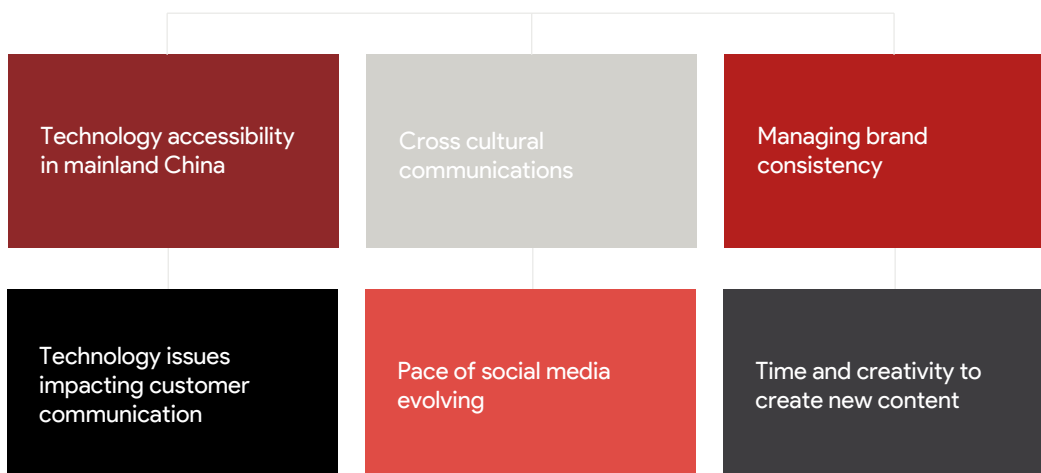 Technology accessibility
in mainland China
Cross cultural
communications
Managing brand
consistency
Technology issues
impacting customer
communication
Pace of social media
evolving
Time and creativity to
create new content